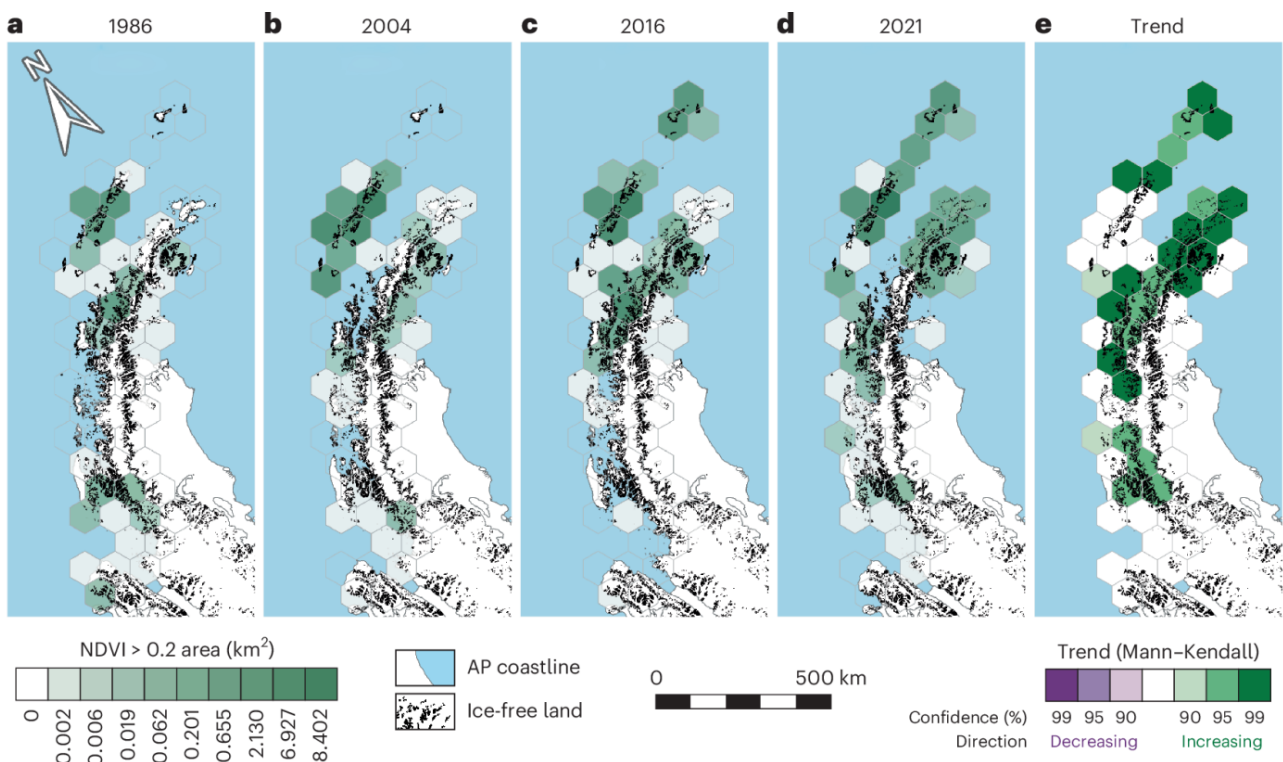 a 1986
b 2004
c 2016
d 2021
e Trend
N
NDVI > 0.2 area (km²)
0
0.002
0.006
0.019
0.062
0.201
0.655
2.130
6.927
8.402
AP coastline
Ice-free land
0 500 km
Trend (Mann–Kendall)
Confidence (%) 99 95 90 90 95 99
Direction Decreasing Increasing